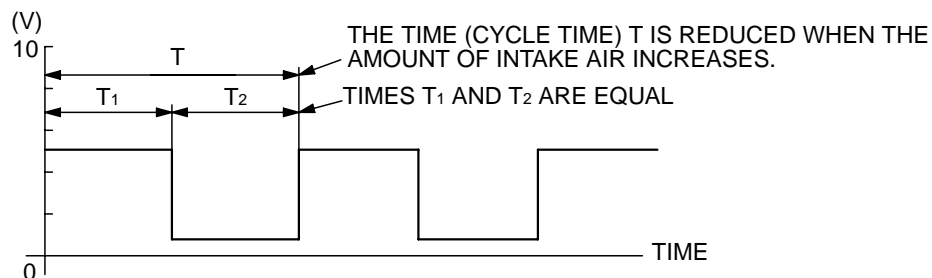 (V)
10
T
THE TIME (CYCLE TIME) T IS REDUCED WHEN THE
AMOUNT OF INTAKE AIR INCREASES.
T1
T2
TIMES T1 AND T2 ARE EQUAL
TIME
0